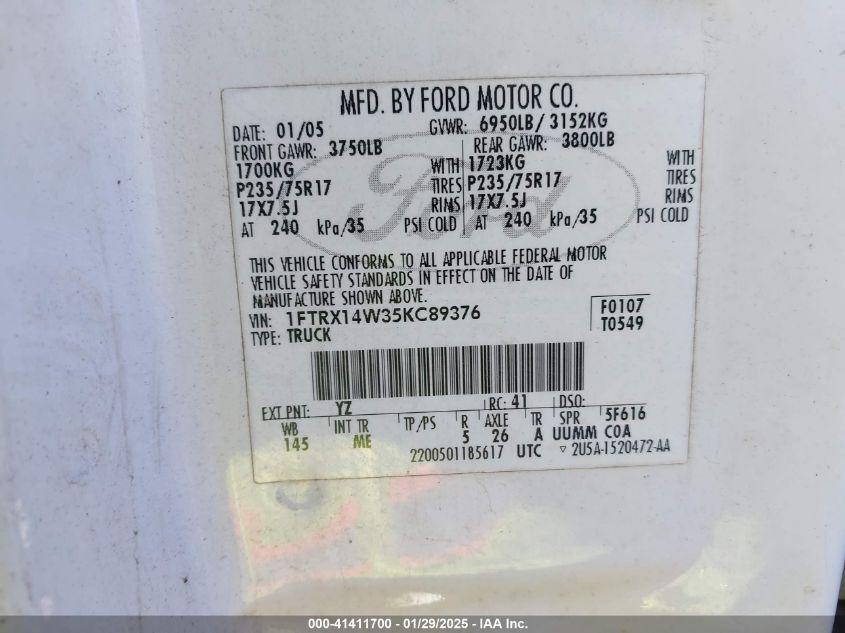 MFD. BY FORD MOTOR CO.
DATE: 01/05 GVWR: 6950LB/ 3152KG
FRONT GAWR: 3750LB REAR GAWR: 3800LB
1700KG WITH 1723KG WITH
P235/75R17 TIRES P235/75R17 TIRES
17X7.5J RIMS 17X7.5J RIMS
AT 240 kPa/35 PSI COLD AT 240 kPa/35 PSI COLD
Ford
THIS VEHICLE CONFORMS TO ALL APPLICABLE FEDERAL MOTOR
VEHICLE SAFETY STANDARDS IN EFFECT ON THE DATE OF
MANUFACTURE SHOWN ABOVE.
VIN: 1FTRX14W35KC89376 F0107
TYPE: TRUCK T0549
EXT PNT: YZ RC: 41 DSO:
WB INT TR TP/PS R AXLE TR SPR 5F616
145 ME 5 26 A UUMM COA
2200501185617 UTC ▽ 2U5A-1520472-AA
000-41411700 - 01/29/2025 - IAA Inc.